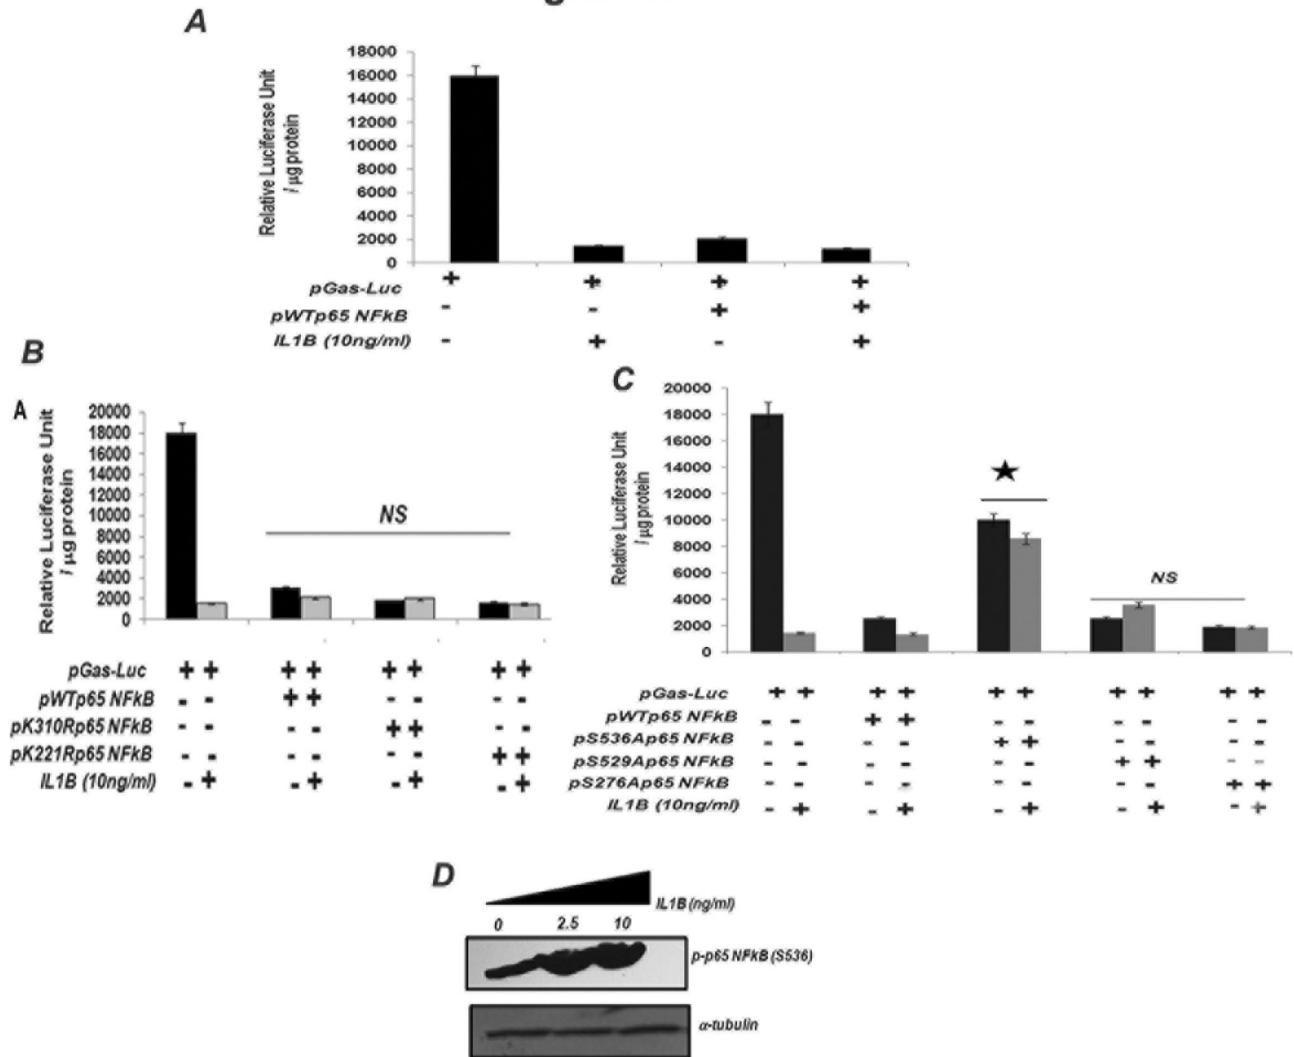 A
Relative Luciferase Unit
/ µg protein
18000
16000
14000
12000
10000
8000
6000
4000
2000
0
pGas-Luc + + + +
pWTp65 NFkB - - + +
IL1B (10ng/ml) - + - +
B
A
Relative Luciferase Unit
/ µg protein
20000
18000
16000
14000
12000
10000
8000
6000
4000
2000
0
NS
pGas-Luc + + + + + + + +
pWTp65 NFkB - - + + - - - -
pK310Rp65 NFkB - - - - + + - -
pK221Rp65 NFkB - - - - - - + +
IL1B (10ng/ml) - + - + - + - +
C
Relative Luciferase Unit
/ µg protein
20000
18000
16000
14000
12000
10000
8000
6000
4000
2000
0
★
NS
pGas-Luc + + + + + + + + + +
pWTp65 NFkB - - + + - - - - - -
pS536Ap65 NFkB - - - - + + - - - -
pS529Ap65 NFkB - - - - - - + + - -
pS276Ap65 NFkB - - - - - - - - + +
IL1B (10ng/ml) - + - + - + - + - +
D
IL1B (ng/ml)
0 2.5 10
p-p65 NFkB (S536)
α-tubulin